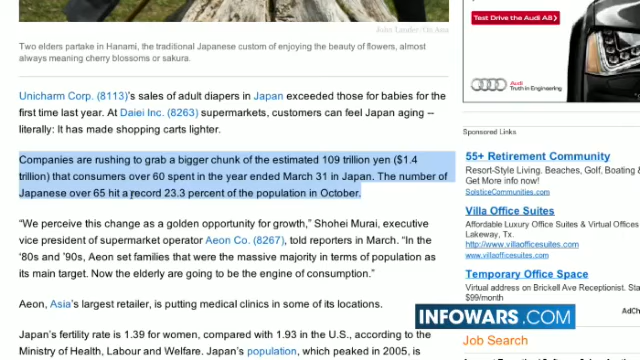 John Lander/On Asia
Two elders partake in Hanami, the traditional Japanese custom of enjoying the beauty of flowers, almost
always meaning cherry blossoms or sakura.
Unicharm Corp. (8113)'s sales of adult diapers in Japan exceeded those for babies for the
first time last year. At Daiei Inc. (8263) supermarkets, customers can feel Japan aging --
literally: It has made shopping carts lighter.
Companies are rushing to grab a bigger chunk of the estimated 109 trillion yen ($1.4
trillion) that consumers over 60 spent in the year ended March 31 in Japan. The number of
Japanese over 65 hit a record 23.3 percent of the population in October.
“We perceive this change as a golden opportunity for growth,” Shohei Murai, executive
vice president of supermarket operator Aeon Co. (8267), told reporters in March. “In the
‘80s and ’90s, Aeon set families that were the massive majority in terms of population as
its main target. Now the elderly are going to be the engine of consumption.”
Aeon, Asia's largest retailer, is putting medical clinics in some of its locations.
Japan's fertility rate is 1.39 for women, compared with 1.93 in the U.S., according to the
Ministry of Health, Labour and Welfare. Japan's population, which peaked in 2005, is
Test Drive the Audi A8
Audi
Truth in Engineering
Sponsored Links
55+ Retirement Community
Resort-Style Living. Beaches, Golf, Boating &
Get More info now!
SolsticeCommunities.com
Villa Office Suites
Affordable Luxury Office Suites & Virtual Offices
Lakeway, Tx.
http://www.villaofficesuites.com
www.villaofficesuites.com
Temporary Office Space
Virtual address on Brickell Ave Receptionist. Sta
$99/month
AdCh
INFOWARS.COM
Job Search